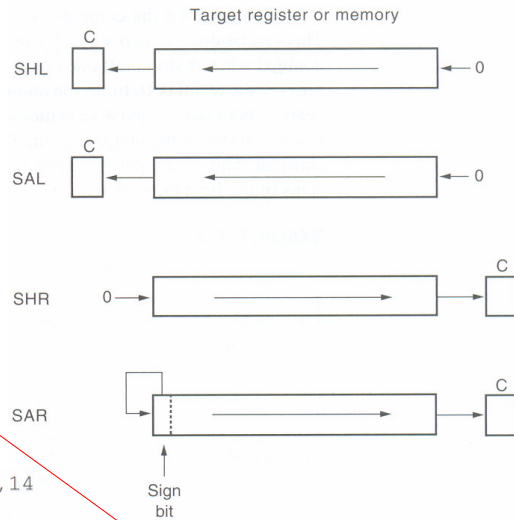 Target register or memory
C
SHL
0
C
SAL
0
C
SHR
0
C
SAR
,14
Sign
bit